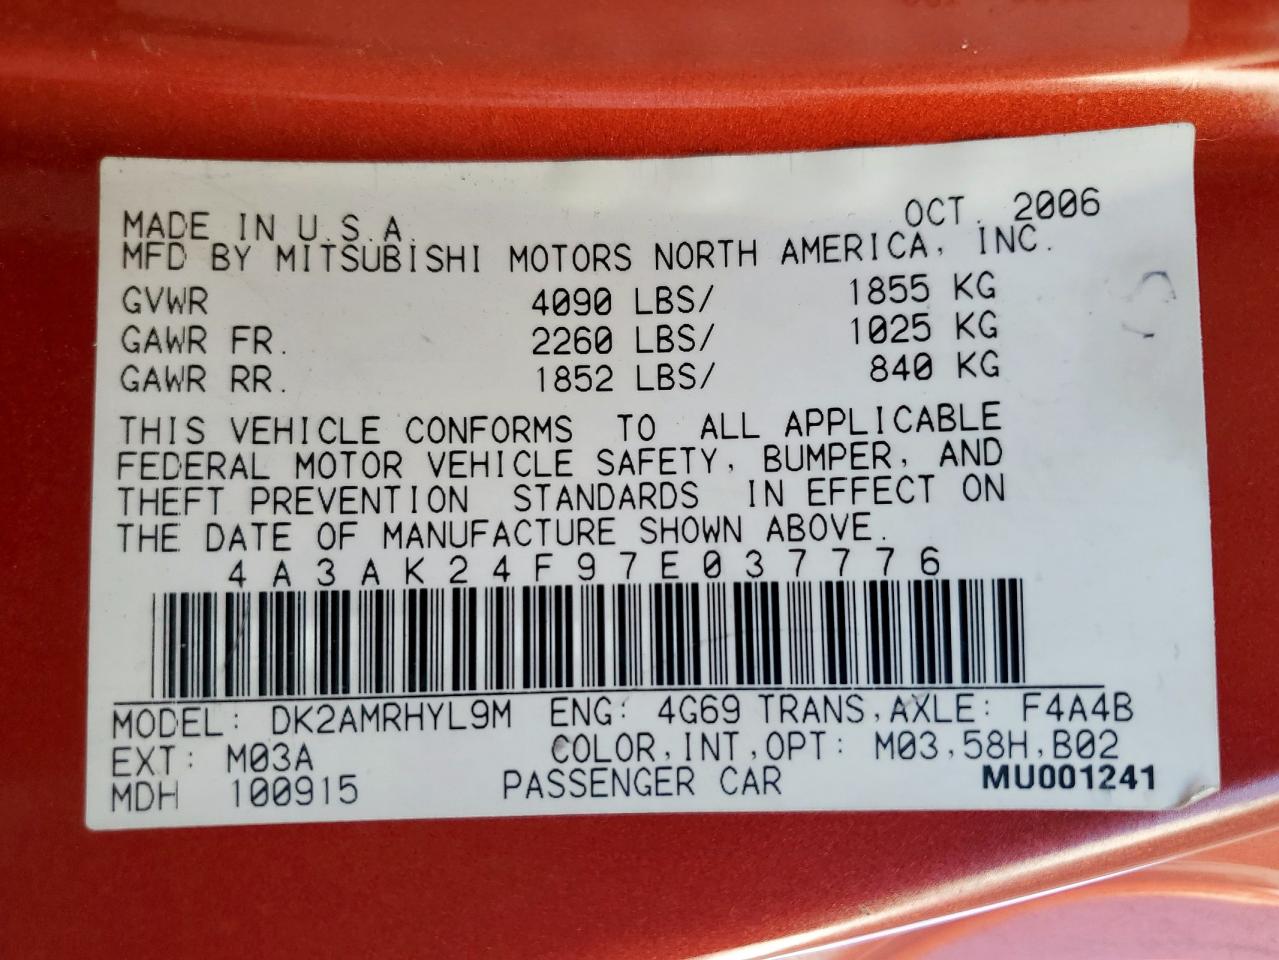 MADE IN U.S.A. OCT. 2006
MFD BY MITSUBISHI MOTORS NORTH AMERICA, INC.
GVWR 4090 LBS/ 1855 KG
GAWR FR. 2260 LBS/ 1025 KG
GAWR RR. 1852 LBS/ 840 KG
THIS VEHICLE CONFORMS TO ALL APPLICABLE
FEDERAL MOTOR VEHICLE SAFETY, BUMPER, AND
THEFT PREVENTION STANDARDS IN EFFECT ON
THE DATE OF MANUFACTURE SHOWN ABOVE.
4A3AK24F97E037776
MODEL: DK2AMRHYL9M ENG: 4G69 TRANS,AXLE: F4A4B
EXT: M03A COLOR,INT,OPT: M03,58H,B02
MDH 100915 PASSENGER CAR MU001241